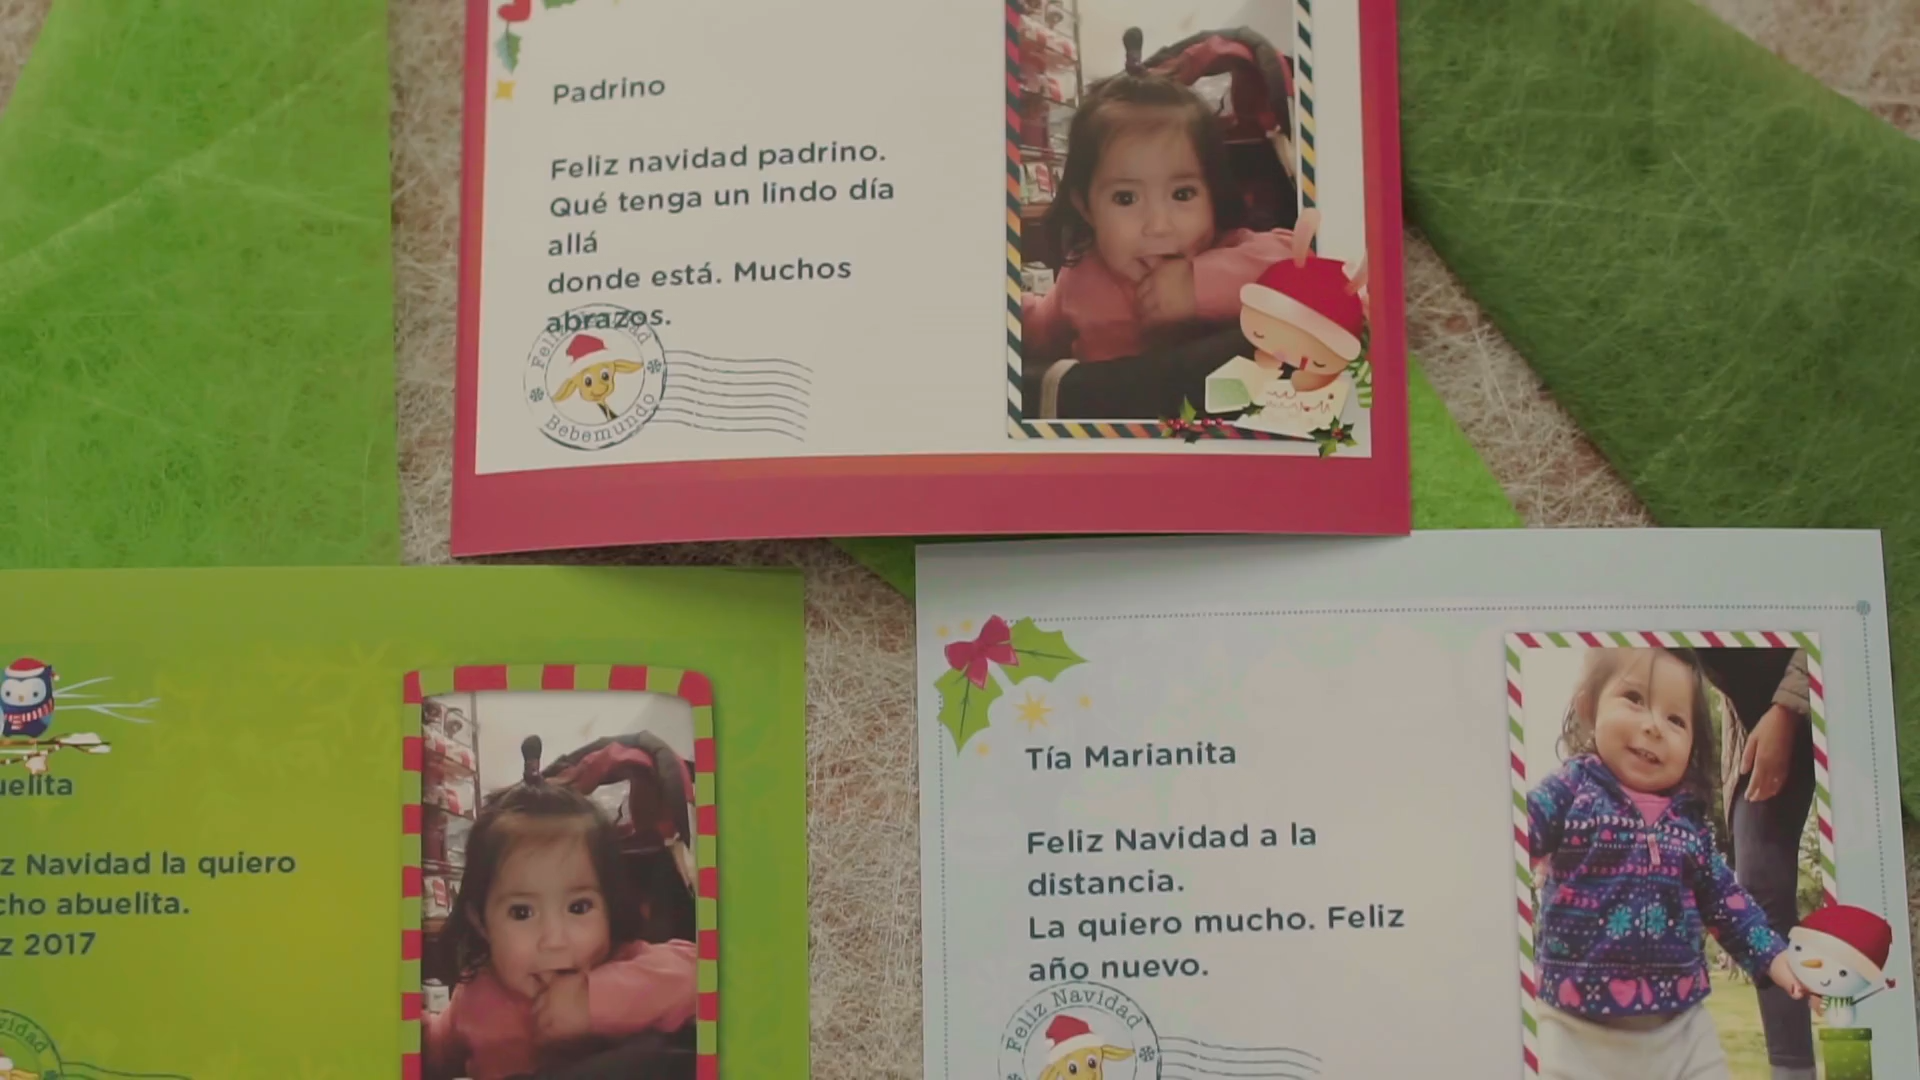 Padrino
Feliz navidad padrino.
Qué tenga un lindo día
allá
donde está. Muchos
abrazos.
Feliz Navidad
Bebemundo
uelita
z Navidad la quiero
cho abuelita.
z 2017
vidad
Tía Marianita
Feliz Navidad a la
distancia.
La quiero mucho. Feliz
año nuevo.
Feliz Navidad